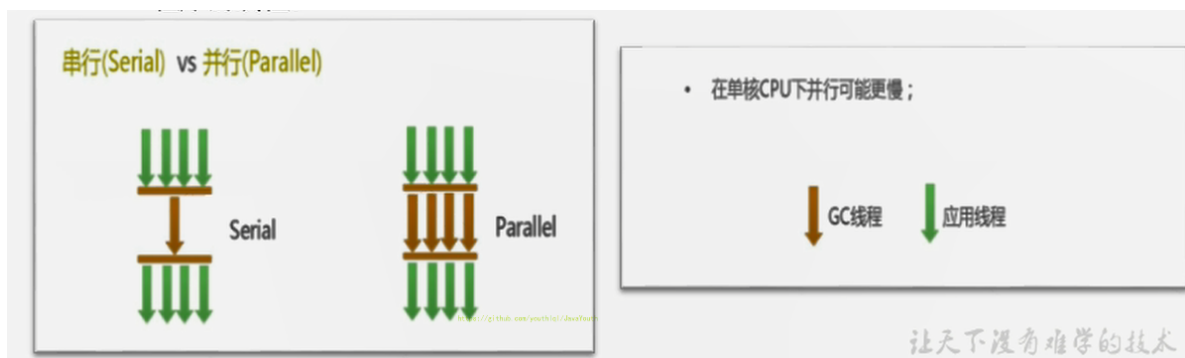 串行(Serial) vs 并行(Parallel)
Serial
Parallel
• 在单核CPU下并行可能更慢；
GC线程
应用线程
让天下没有难学的技术